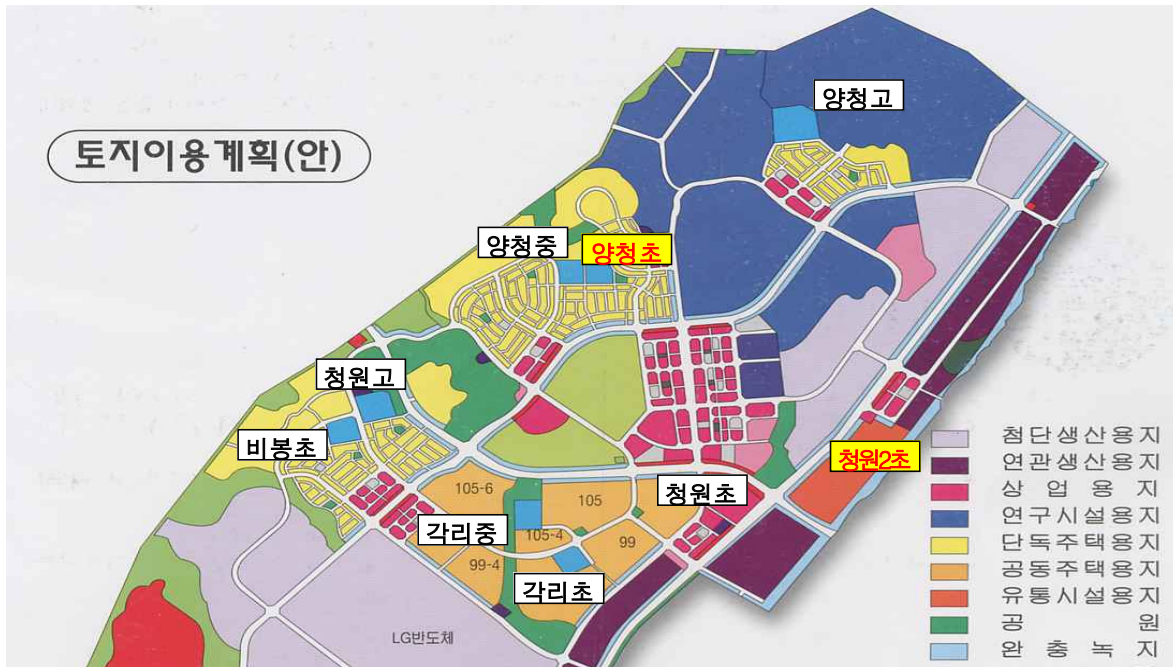 토지이용계획(안)
양청고
양청중
양청초
청원고
비봉초
청원2초
청원초
105-6
105
각리중
105-4
99
99-4
각리초
LG반도체
첨단생산용지
연관생산용지
상업용지
연구시설용지
단독주택용지
공동주택용지
유통시설용지
공원
완충녹지